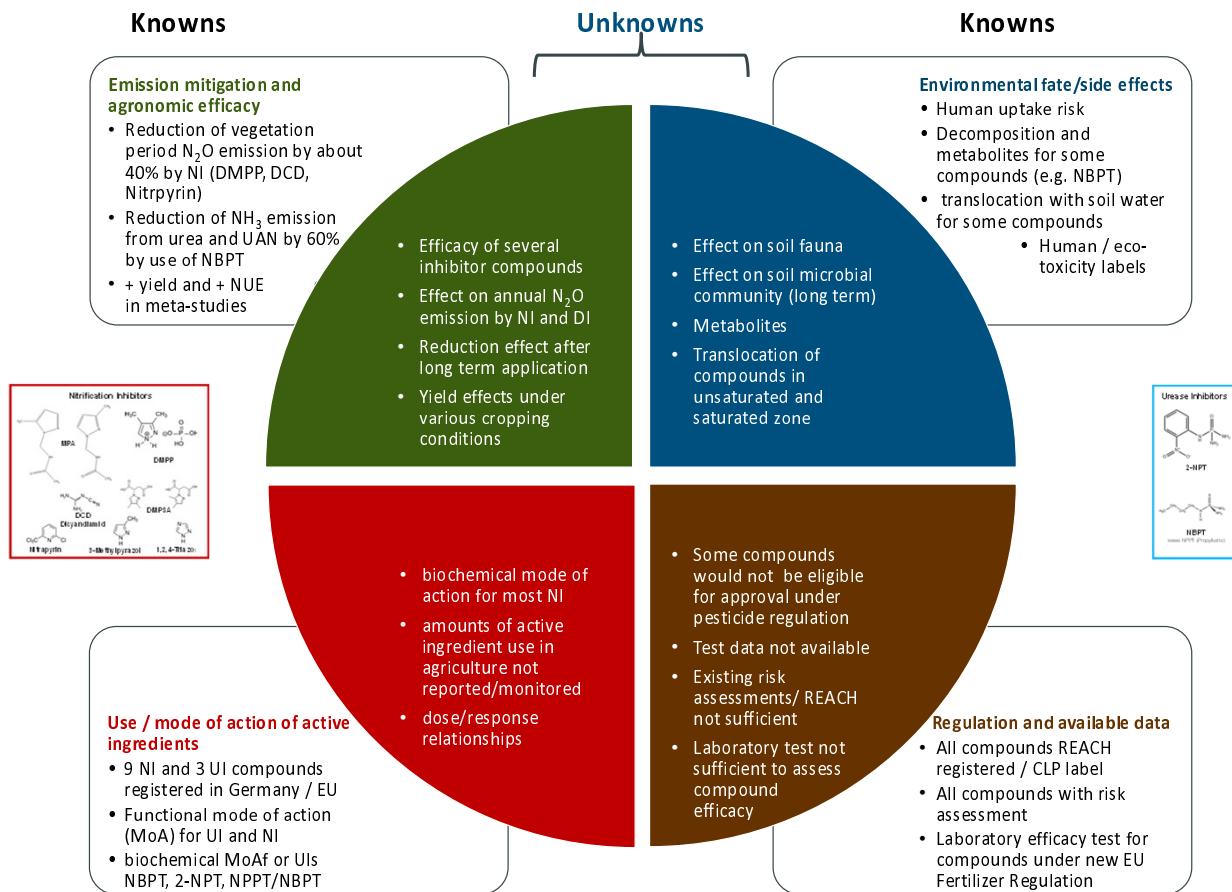 Knowns
Unknowns
Knowns
Emission mitigation and
agronomic efficacy
• Reduction of vegetation
period N₂O emission by about
40% by NI (DMPP, DCD,
Nitrpyrin)
• Reduction of NH₃ emission
from urea and UAN by 60%
by use of NBPT
• + yield and + NUE
in meta-studies
Environmental fate/side effects
• Human uptake risk
• Decomposition and
metabolites for some
compounds (e.g. NBPT)
• translocation with soil water
for some compounds
• Human / eco-
toxicity labels
• Efficacy of several
inhibitor compounds
• Effect on annual N₂O
emission by NI and DI
• Reduction effect after
long term application
• Yield effects under
various cropping
conditions
• Effect on soil fauna
• Effect on soil microbial
community (long term)
• Metabolites
• Translocation of
compounds in
unsaturated and
saturated zone
Nitrification Inhibitors
MPA
DMPP
DCD
Dicyandiamid
DMPSA
Nitrapyrin
3-Methylpyrazol
1,2,4-Triazol
Urease Inhibitors
2-NPT
NBPT
• biochemical mode of
action for most NI
• amounts of active
ingredient use in
agriculture not
reported/monitored
• dose/response
relationships
• Some compounds
would not be eligible
for approval under
pesticide regulation
• Test data not available
• Existing risk
assessments/ REACH
not sufficient
• Laboratory test not
sufficient to assess
compound
efficacy
Use / mode of action of active
ingredients
• 9 NI and 3 UI compounds
registered in Germany / EU
• Functional mode of action
(MoA) for UI and NI
• biochemical MoAf or UIs
NBPT, 2-NPT, NPPT/NBPT
Regulation and available data
• All compounds REACH
registered / CLP label
• All compounds with risk
assessment
• Laboratory efficacy test for
compounds under new EU
Fertilizer Regulation